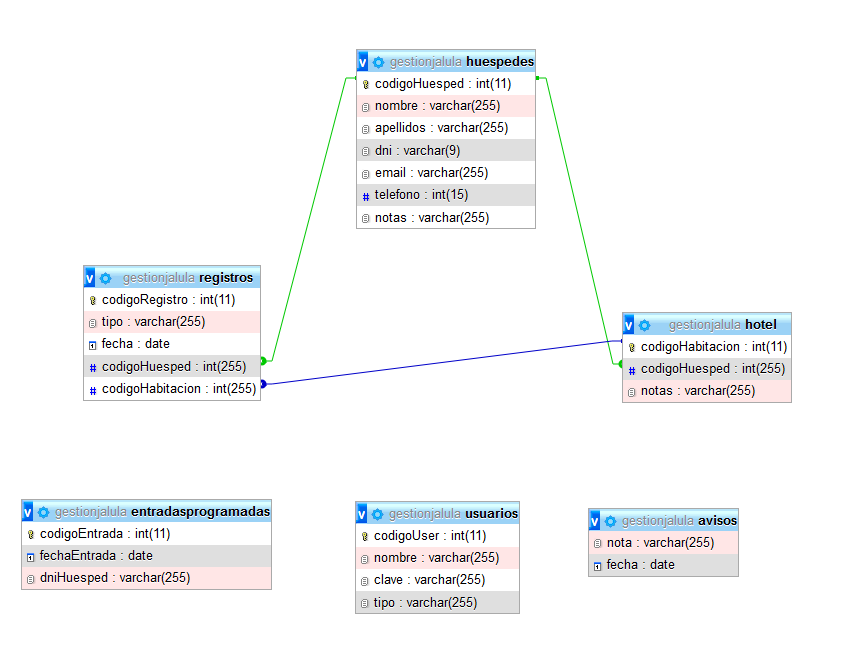 v gestionjalula huespedes
codigoHuesped : int(11)
nombre : varchar(255)
apellidos : varchar(255)
dni : varchar(9)
email : varchar(255)
# telefono : int(15)
notas : varchar(255)
v gestionjalula registros
codigoRegistro : int(11)
tipo : varchar(255)
fecha : date
# codigoHuesped : int(255)
# codigoHabitacion : int(255)
v gestionjalula hotel
codigoHabitacion : int(11)
# codigoHuesped : int(255)
notas : varchar(255)
v gestionjalula entradasprogramadas
codigoEntrada : int(11)
fechaEntrada : date
dniHuesped : varchar(255)
v gestionjalula usuarios
codigoUser : int(11)
nombre : varchar(255)
clave : varchar(255)
tipo : varchar(255)
v gestionjalula avisos
nota : varchar(255)
fecha : date